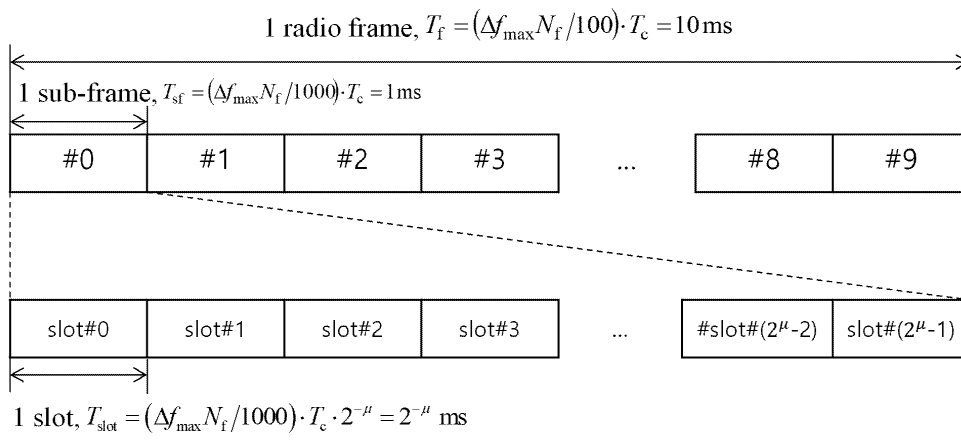 1 radio frame, T_f = (Δf_max N_f /100)·T_c = 10 ms
1 sub-frame, T_sf = (Δf_max N_f /1000)·T_c = 1 ms
#0 #1 #2 #3 ... #8 #9
slot#0 slot#1 slot#2 slot#3 ... #slot#(2^μ-2) slot#(2^μ-1)
1 slot, T_slot = (Δf_max N_f /1000)·T_c·2^-μ = 2^-μ ms